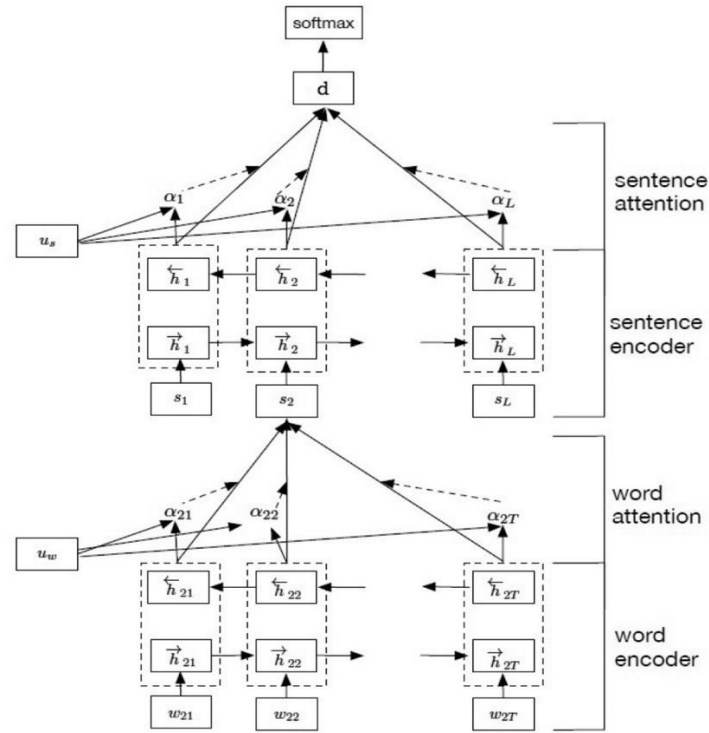 softmax
d
α1 α2 αL
sentence
attention
us
←h1 ←h2 ←hL
→h1 →h2 →hL
sentence
encoder
s1 s2 sL
α21 α22 α2T
word
attention
uw
←h21 ←h22 ←h2T
→h21 →h22 →h2T
word
encoder
w21 w22 w2T